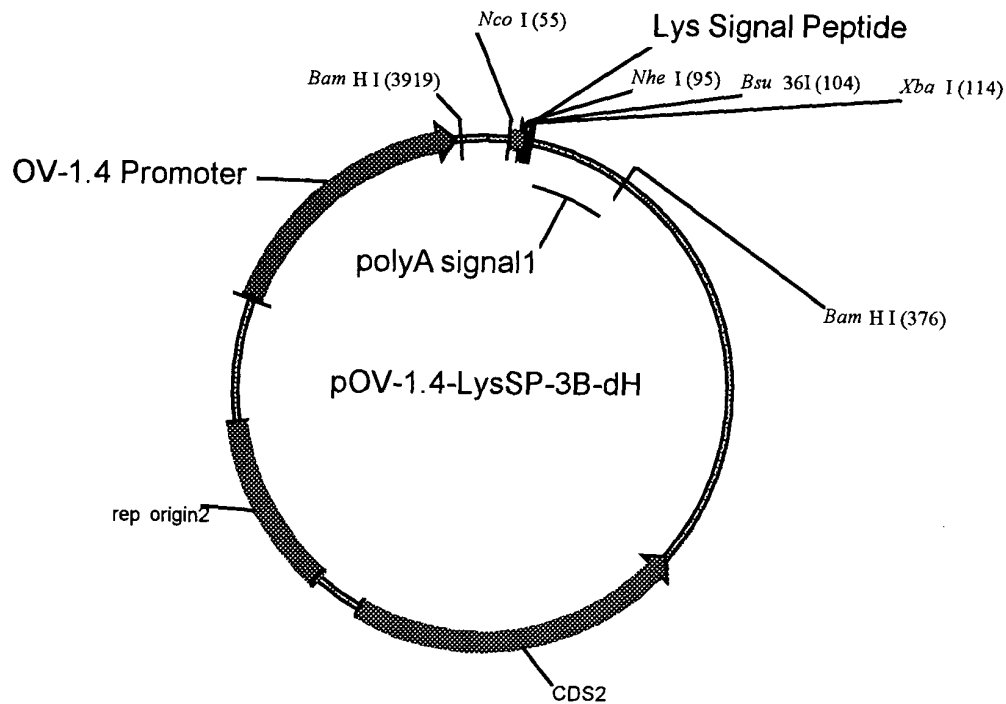 Nco I (55)
Lys Signal Peptide
Bam H I (3919)
Nhe I (95)
Bsu 36I (104)
Xba I (114)
OV-1.4 Promoter
polyA signal1
Bam H I (376)
pOV-1.4-LysSP-3B-dH
rep origin2
CDS2